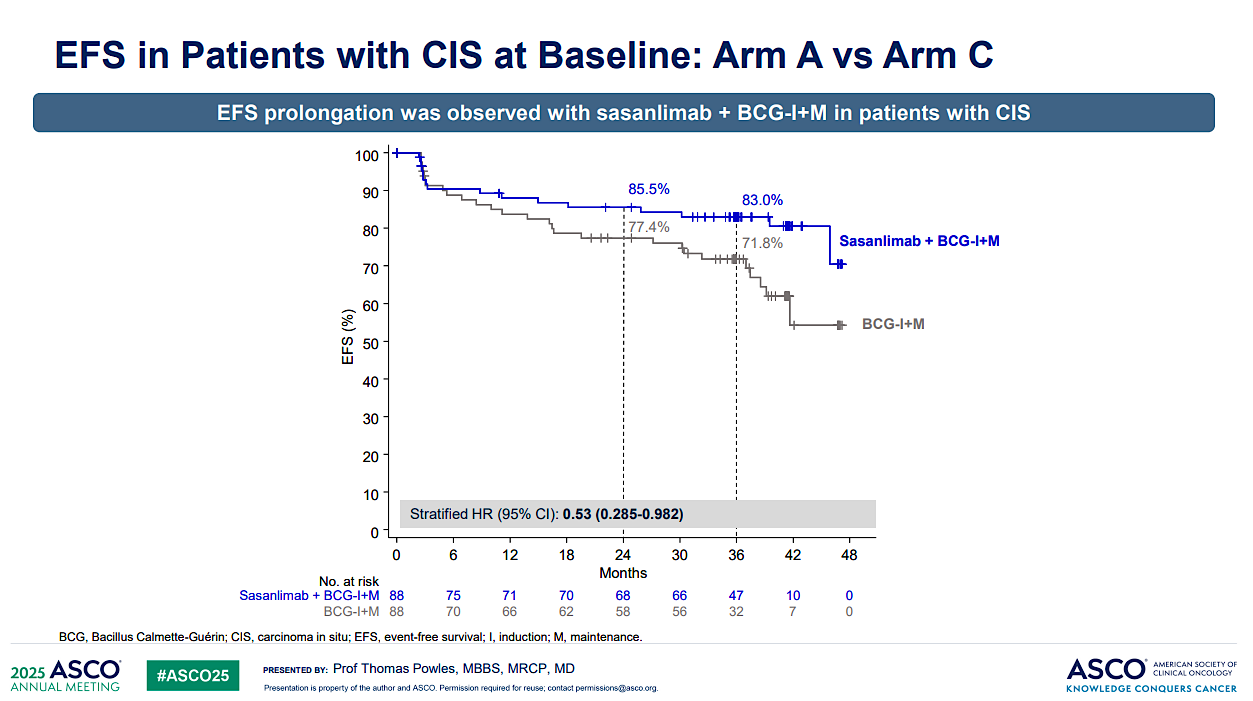 EFS in Patients with CIS at Baseline: Arm A vs Arm C
EFS prolongation was observed with sasanlimab + BCG-I+M in patients with CIS
EFS (%)
100
90
80
70
60
50
40
30
20
10
0
85.5%
83.0%
77.4%
71.8%
Sasanlimab + BCG-I+M
BCG-I+M
Stratified HR (95% CI): 0.53 (0.285-0.982)
0 6 12 18 24 30 36 42 48
Months
No. at risk
Sasanlimab + BCG-I+M 88 75 71 70 68 66 47 10 0
BCG-I+M 88 70 66 62 58 56 32 7 0
BCG, Bacillus Calmette-Guérin; CIS, carcinoma in situ; EFS, event-free survival; I, induction; M, maintenance.
2025 ASCO
ANNUAL MEETING
#ASCO25
PRESENTED BY: Prof Thomas Powles, MBBS, MRCP, MD
Presentation is property of the author and ASCO. Permission required for reuse; contact permissions@asco.org.
ASCO AMERICAN SOCIETY OF
CLINICAL ONCOLOGY
KNOWLEDGE CONQUERS CANCER